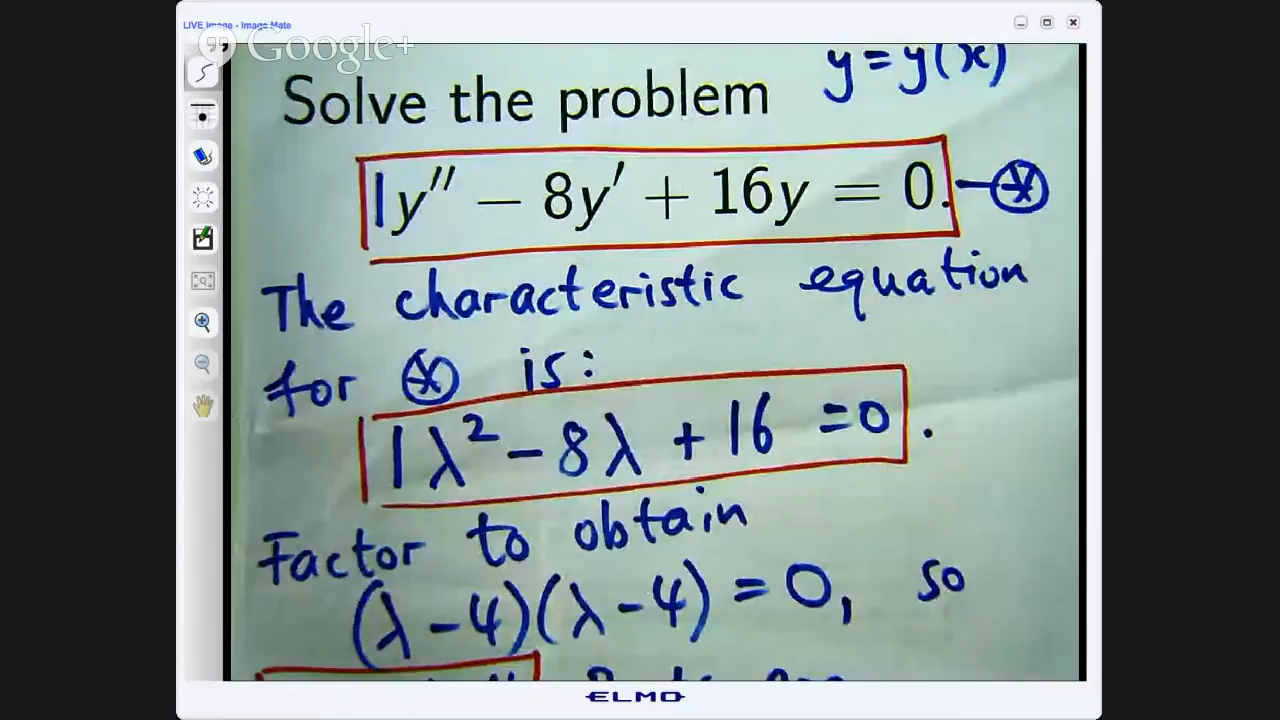 LIVE Image - Image Mate
Google+
y = y(x)
Solve the problem
1y″ − 8y′ + 16y = 0. — ⊛
The characteristic equation
for ⊛ is:
1λ² − 8λ + 16 = 0.
Factor to obtain
(λ − 4)(λ − 4) = 0, so
ELMO